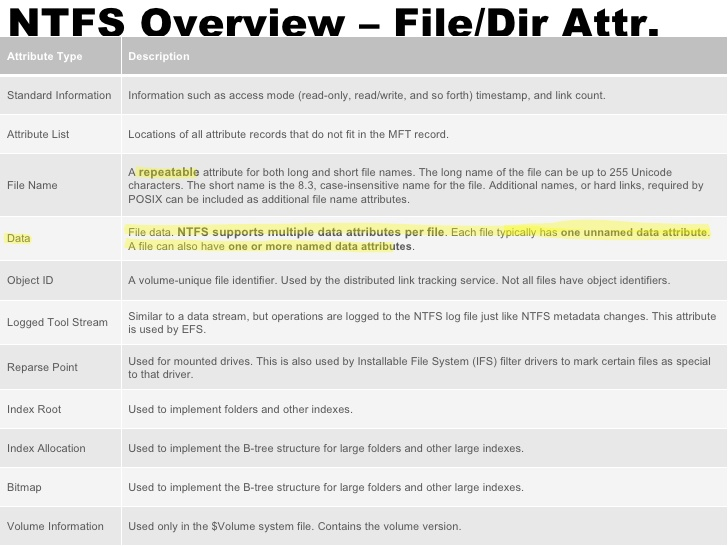 NTFS Overview – File/Dir Attr.
Attribute Type Description
Standard Information Information such as access mode (read-only, read/write, and so forth) timestamp, and link count.
Attribute List Locations of all attribute records that do not fit in the MFT record.
File Name A repeatable attribute for both long and short file names. The long name of the file can be up to 255 Unicode
characters. The short name is the 8.3, case-insensitive name for the file. Additional names, or hard links, required by
POSIX can be included as additional file name attributes.
Data File data. NTFS supports multiple data attributes per file. Each file typically has one unnamed data attribute.
A file can also have one or more named data attributes.
Object ID A volume-unique file identifier. Used by the distributed link tracking service. Not all files have object identifiers.
Logged Tool Stream Similar to a data stream, but operations are logged to the NTFS log file just like NTFS metadata changes. This attribute
is used by EFS.
Reparse Point Used for mounted drives. This is also used by Installable File System (IFS) filter drivers to mark certain files as special
to that driver.
Index Root Used to implement folders and other indexes.
Index Allocation Used to implement the B-tree structure for large folders and other large indexes.
Bitmap Used to implement the B-tree structure for large folders and other large indexes.
Volume Information Used only in the $Volume system file. Contains the volume version.